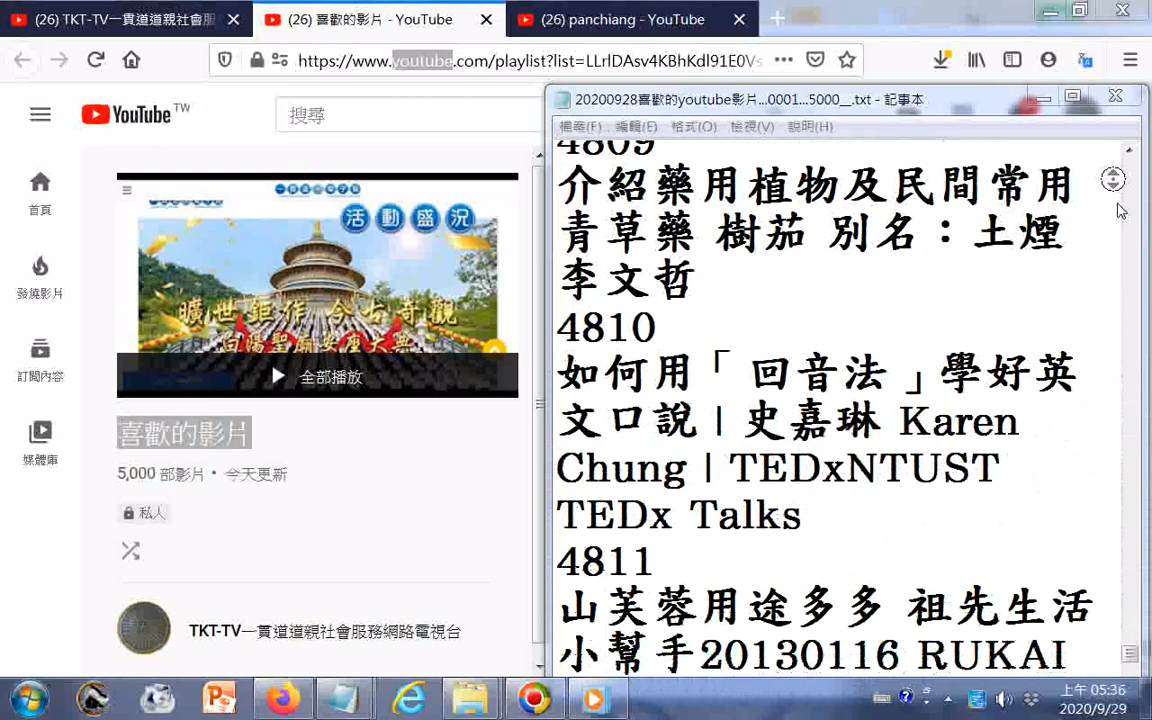 (26) TKT-TV一貫道道親社會服
(26) 喜歡的影片 - YouTube
(26) panchiang - YouTube
https://www.youtube.com/playlist?list=LLrlDAsv4KBhKdl91E0Vs
YouTube TW
搜尋
首頁
發燒影片
訂閱內容
媒體庫
活動盛況
曠世鉅作 今古奇觀
全部播放
喜歡的影片
5,000 部影片 • 今天更新
私人
TKT-TV一貫道道親社會服務網路電視台
20200928喜歡的youtube影片...0001...5000__.txt - 記事本
檔案(F) 編輯(E) 格式(O) 檢視(V) 說明(H)
4809
介紹藥用植物及民間常用
青草藥 樹茄 別名：土煙
李文哲
4810
如何用「 回音法 」學好英
文口說 | 史嘉琳 Karen
Chung | TEDxNTUST
TEDx Talks
4811
山芙蓉用途多多 祖先生活
小幫手20130116 RUKAI
上午 05:36
2020/9/29